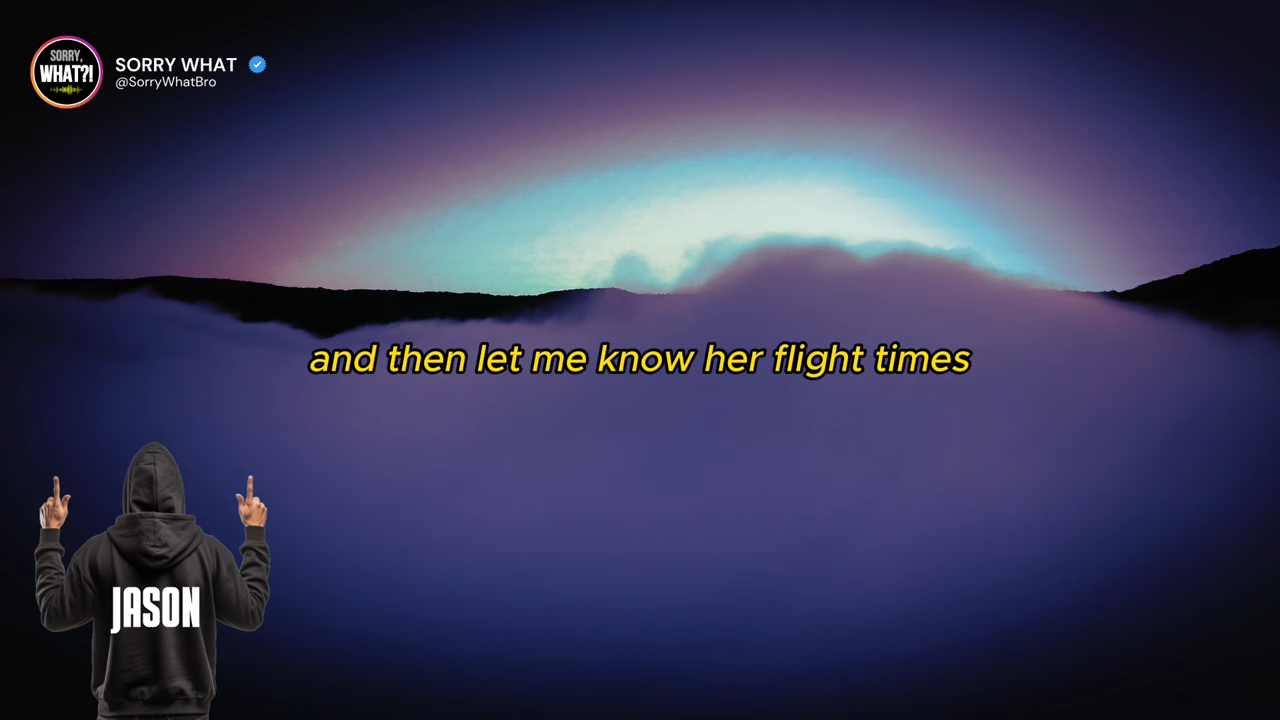 SORRY,
WHAT?!
SORRY WHAT
@SorryWhatBro
and then let me know her flight times
JASON